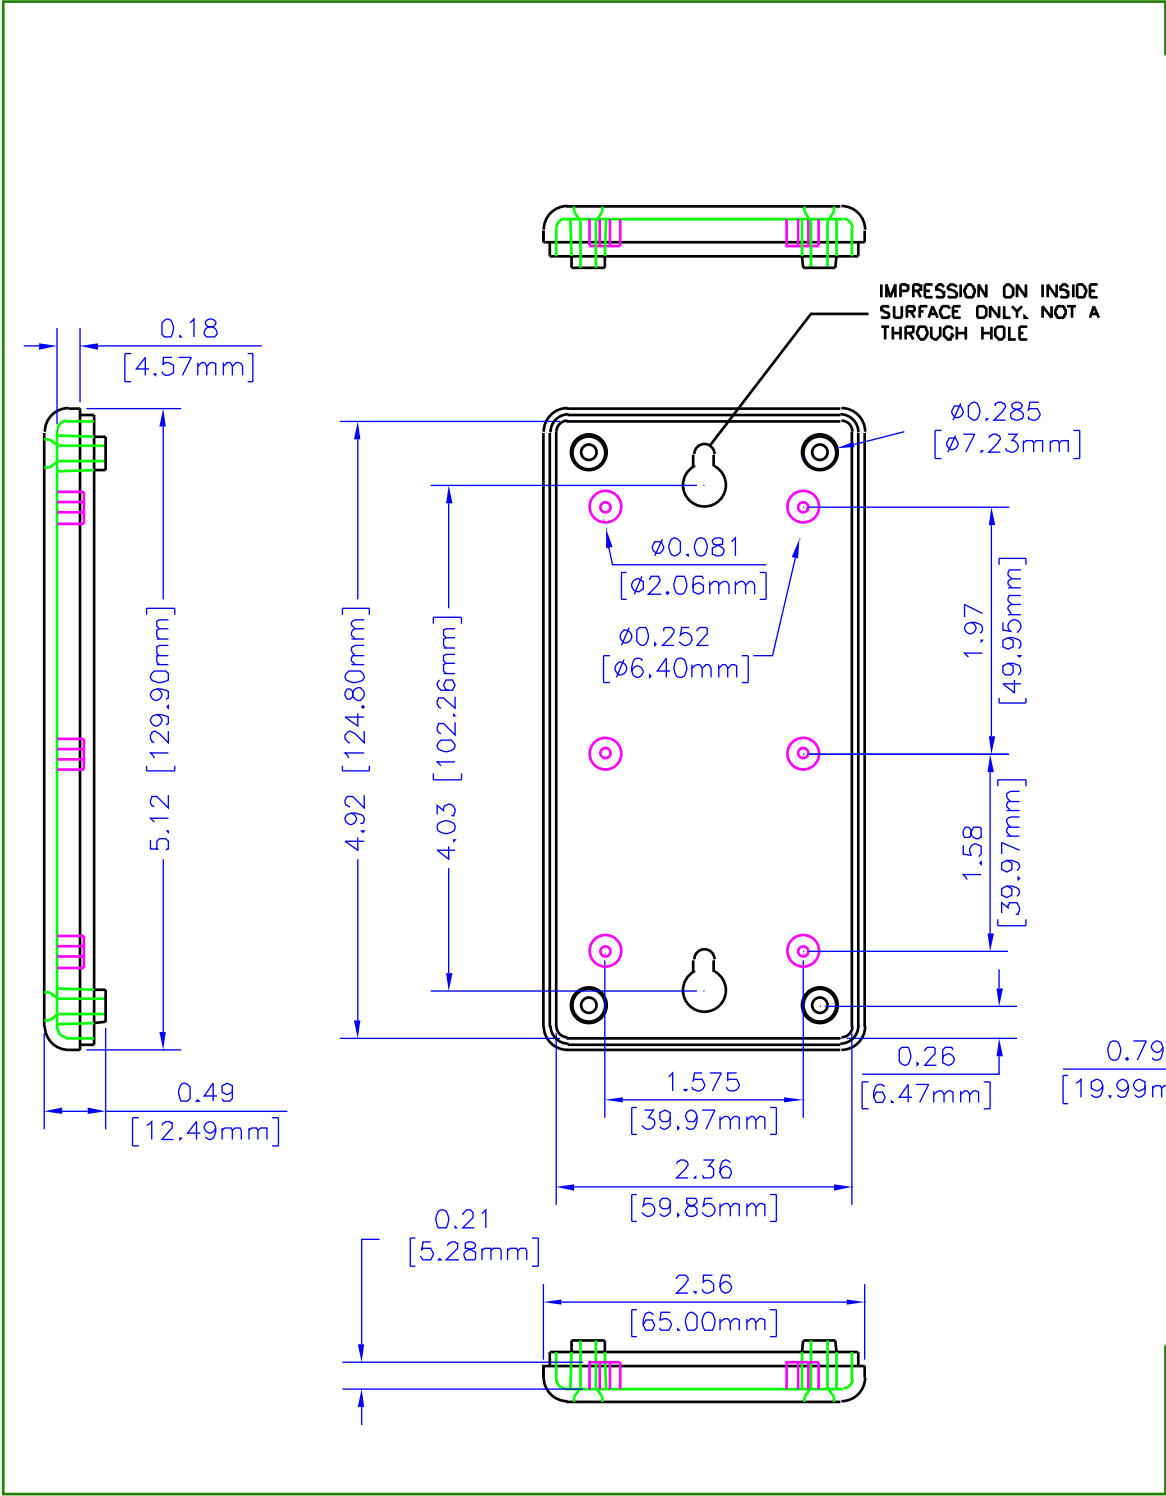 IMPRESSION ON INSIDE
SURFACE ONLY. NOT A
THROUGH HOLE
0.18
[4.57mm]
ø0.285
[ø7.23mm]
ø0.081
[ø2.06mm]
ø0.252
[ø6.40mm]
1.97
[49.95mm]
5.12 [129.90mm]
4.92 [124.80mm]
4.03 [102.26mm]
1.58
[39.97mm]
0.26
[6.47mm]
0.79
[19.99m
0.49
[12.49mm]
1.575
[39.97mm]
2.36
[59.85mm]
0.21
[5.28mm]
2.56
[65.00mm]